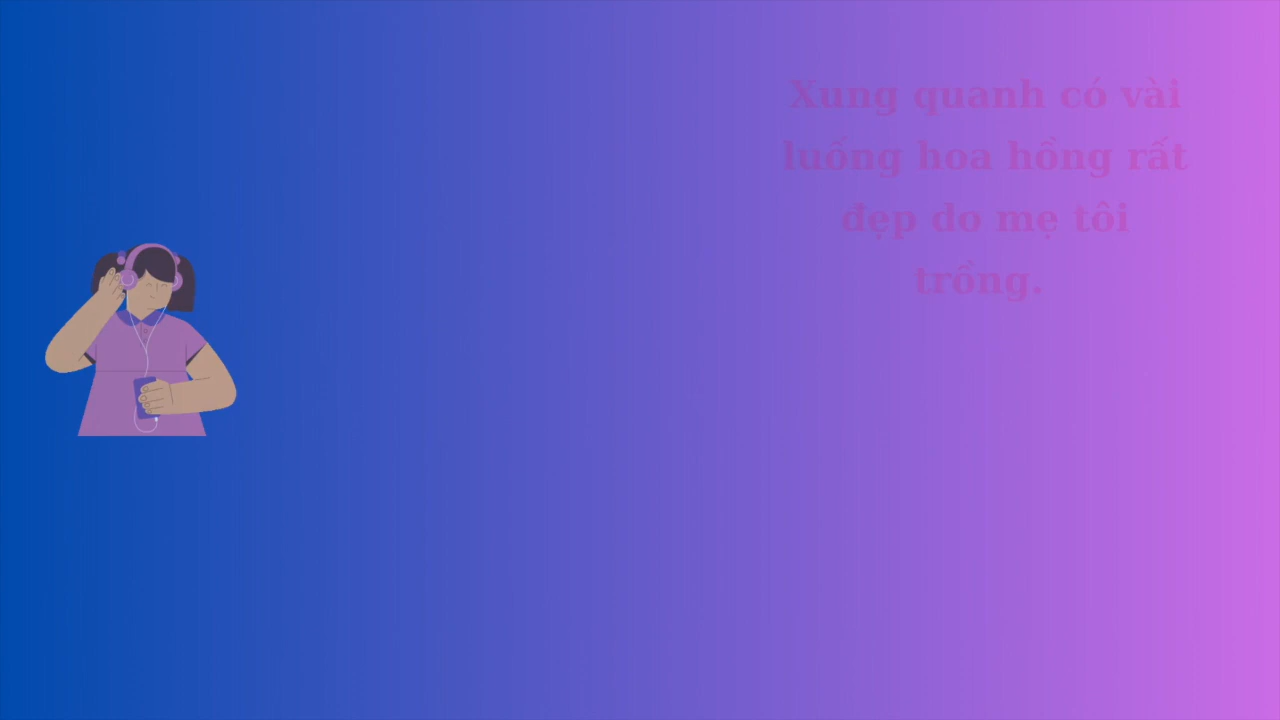 Xung quanh có vài
luống hoa hồng rất
đẹp do mẹ tôi
trồng.